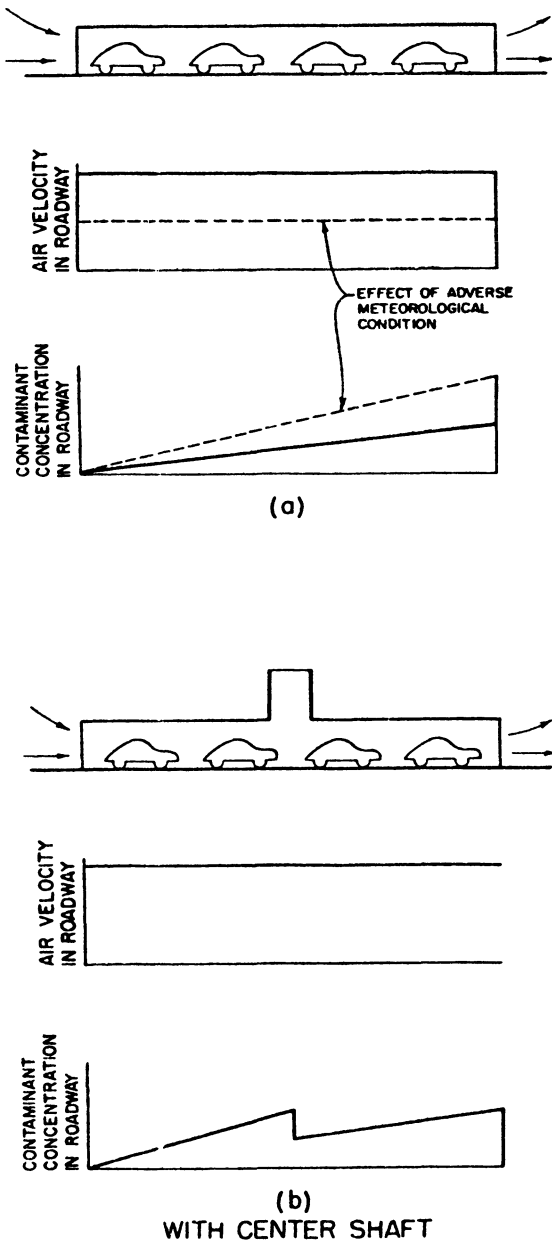 AIR VELOCITY
IN ROADWAY
EFFECT OF ADVERSE
METEOROLOGICAL
CONDITION
CONTAMINANT
CONCENTRATION
IN ROADWAY
(a)
AIR VELOCITY
IN ROADWAY
CONTAMINANT
CONCENTRATION
IN ROADWAY
(b)
WITH CENTER SHAFT